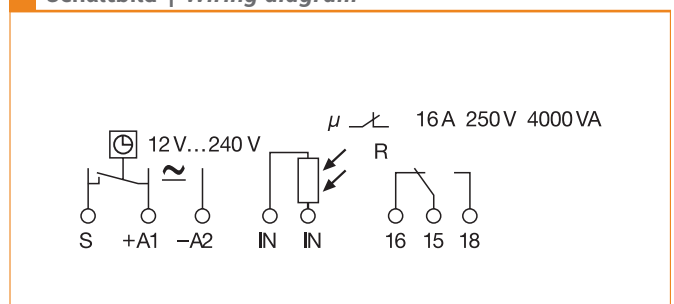 Schaltbild | Wiring diagram
µ 16 A 250 V 4000 VA
12 V...240 V R
≂
S +A1 −A2 IN IN 16 15 18